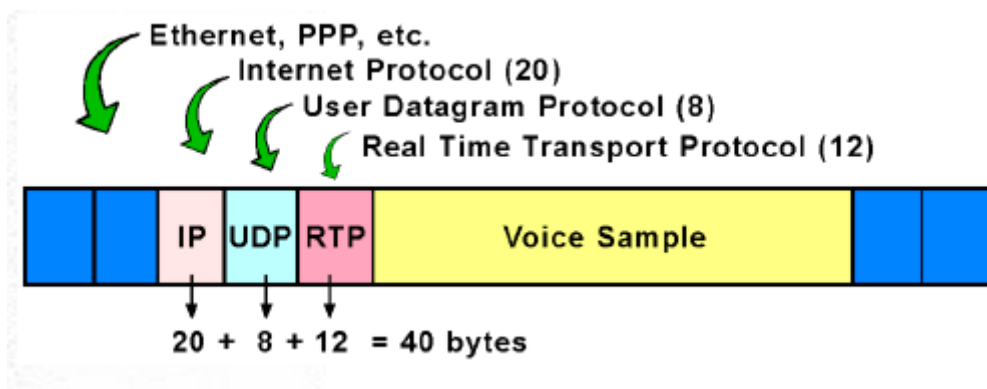 Ethernet, PPP, etc.
Internet Protocol (20)
User Datagram Protocol (8)
Real Time Transport Protocol (12)
IP UDP RTP Voice Sample
20 + 8 + 12 = 40 bytes